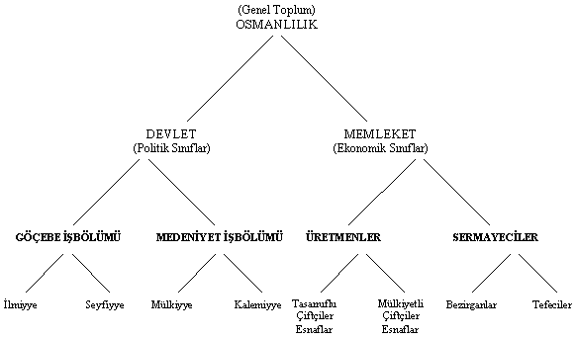 (Genel Toplum)
OSMANLILIK
DEVLET
(Politik Sınıflar)
MEMLEKET
(Ekonomik Sınıflar)
GÖÇEBE İŞBÖLÜMÜ
MEDENİYET İŞBÖLÜMÜ
ÜRETMENLER
SERMAYECİLER
İlmiyye
Seyfiyye
Mülkiyye
Kalemiyye
Tasarruflu
Çiftçiler
Esnaflar
Mülkiyetli
Çiftçiler
Esnaflar
Bezirganlar
Tefeciler